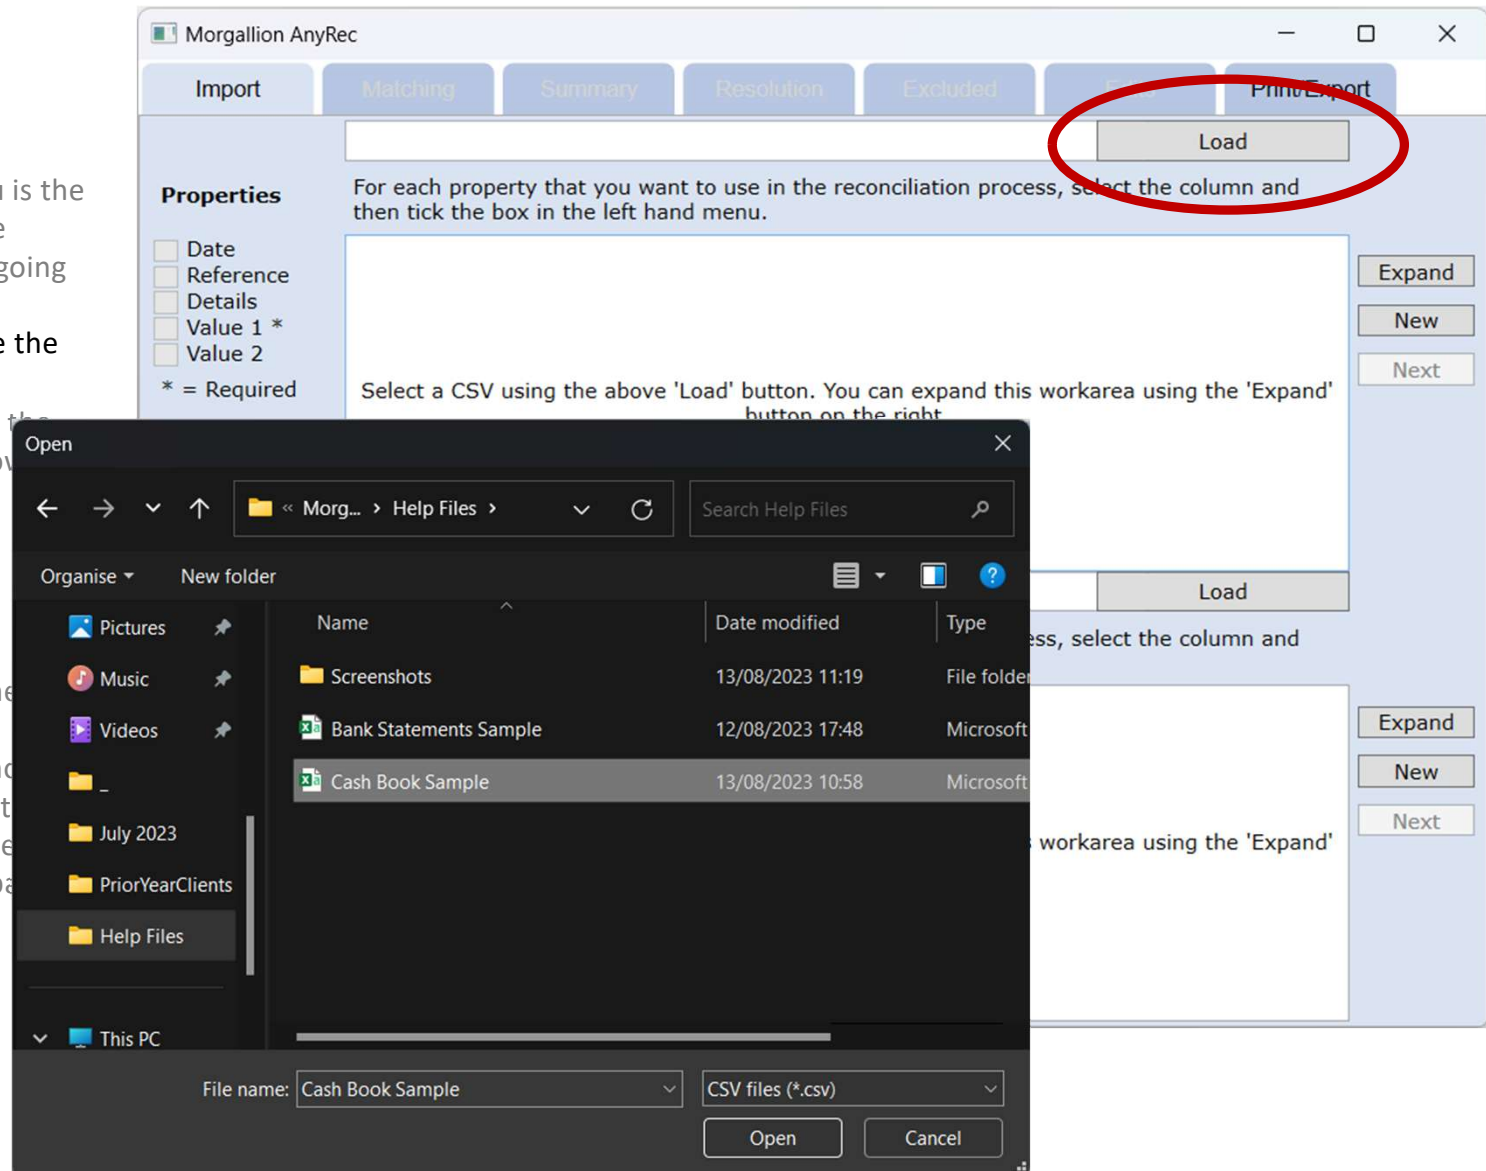 Morgallion AnyRec
Import Matching Summary Resolution Excluded Print/Export
Load
is the
Properties
For each property that you want to use in the reconciliation process, select the column and
then tick the box in the left hand menu.
going
Date
Reference
Details
Value 1 *
Value 2
* = Required
Expand
New
Next
the
Select a CSV using the above 'Load' button. You can expand this workarea using the 'Expand'
button on the right
the
Open
« Morg... > Help Files >
Search Help Files
Organise New folder
Name Date modified Type
Pictures
Music
Videos
_
July 2023
PriorYearClients
Help Files
This PC
Screenshots 13/08/2023 11:19 File folder
Bank Statements Sample 12/08/2023 17:48 Microsoft
Cash Book Sample 13/08/2023 10:58 Microsoft
File name: Cash Book Sample CSV files (*.csv)
Open Cancel
Load
select the column and
Expand
New
Next
workarea using the 'Expand'